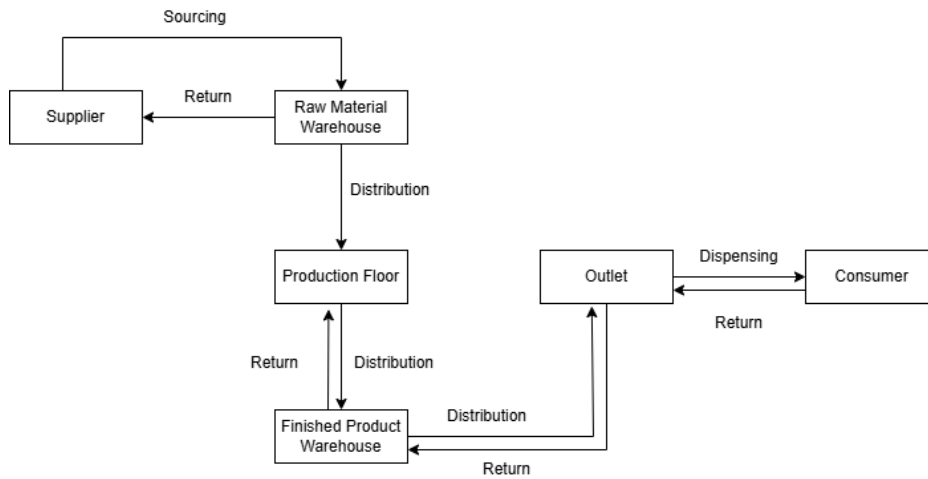 Sourcing
Supplier
Return
Raw Material
Warehouse
Distribution
Production Floor
Outlet
Dispensing
Consumer
Return
Return
Distribution
Finished Product
Warehouse
Distribution
Return